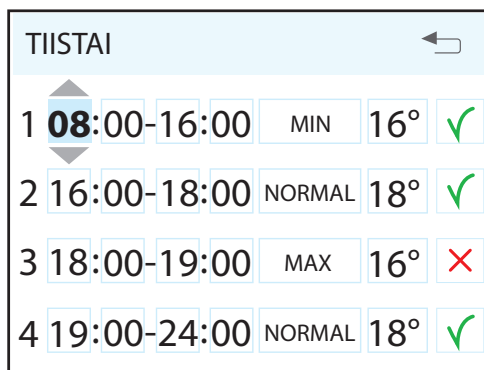 TIISTAI
1 08:00-16:00 MIN 16°
2 16:00-18:00 NORMAL 18°
3 18:00-19:00 MAX 16°
4 19:00-24:00 NORMAL 18°